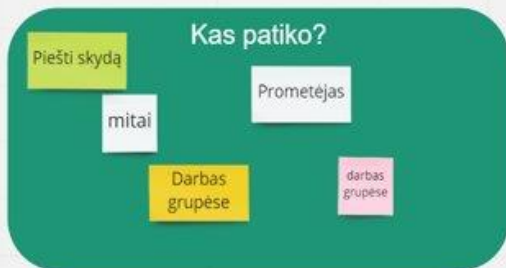 Kas patiko?
Piešti skydą
mitai
Prometėjas
Darbas
grupėse
darbas
grupėse